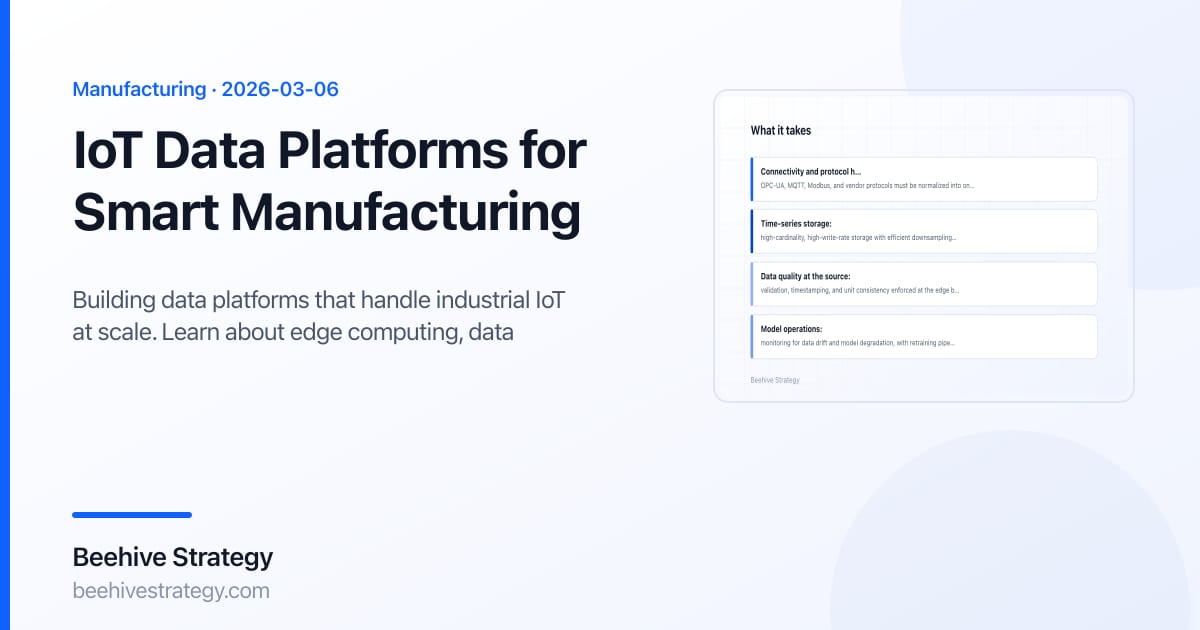 Manufacturing · 2026-03-06
IoT Data Platforms for
Smart Manufacturing
Building data platforms that handle industrial IoT
at scale. Learn about edge computing, data
Beehive Strategy
beehivestrategy.com
What it takes
Connectivity and protocol h...
OPC-UA, MQTT, Modbus, and vendor protocols must be normalized into on...
Time-series storage:
high-cardinality, high-write-rate storage with efficient downsampling...
Data quality at the source:
validation, timestamping, and unit consistency enforced at the edge b...
Model operations:
monitoring for data drift and model degradation, with retraining pipe...
Beehive Strategy